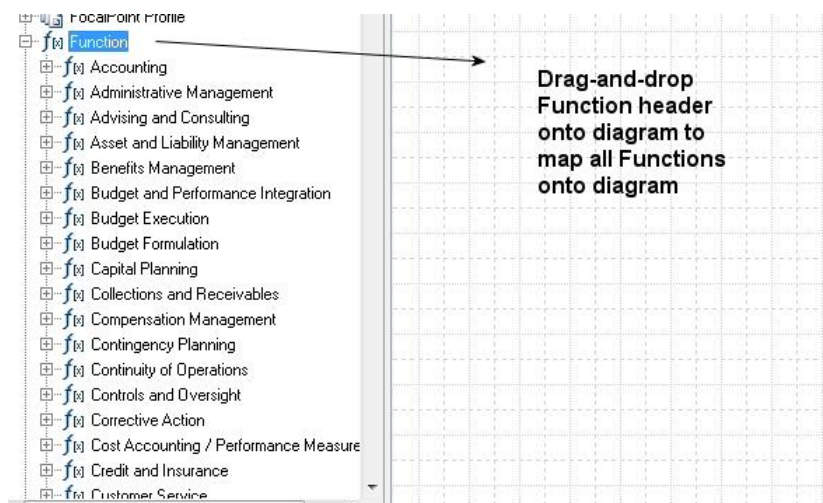 FocalPoint Profile
Function
Accounting
Administrative Management
Advising and Consulting
Asset and Liability Management
Benefits Management
Budget and Performance Integration
Budget Execution
Budget Formulation
Capital Planning
Collections and Receivables
Compensation Management
Contingency Planning
Continuity of Operations
Controls and Oversight
Corrective Action
Cost Accounting / Performance Measure
Credit and Insurance
Customer Service
Drag-and-drop
Function header
onto diagram to
map all Functions
onto diagram